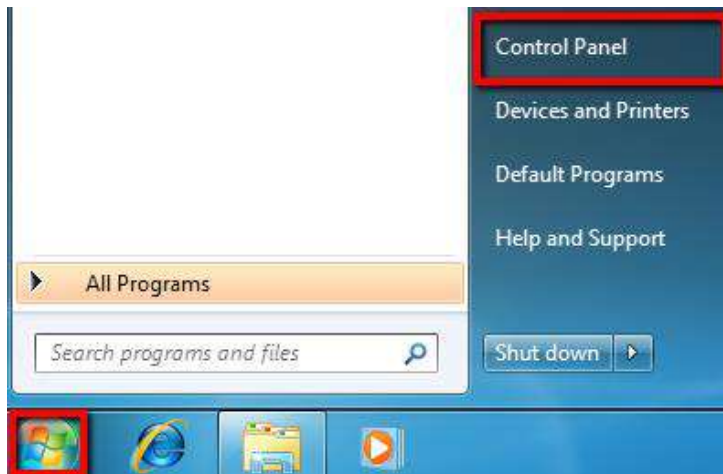 Control Panel
Devices and Printers
Default Programs
Help and Support
All Programs
Search programs and files
Shut down